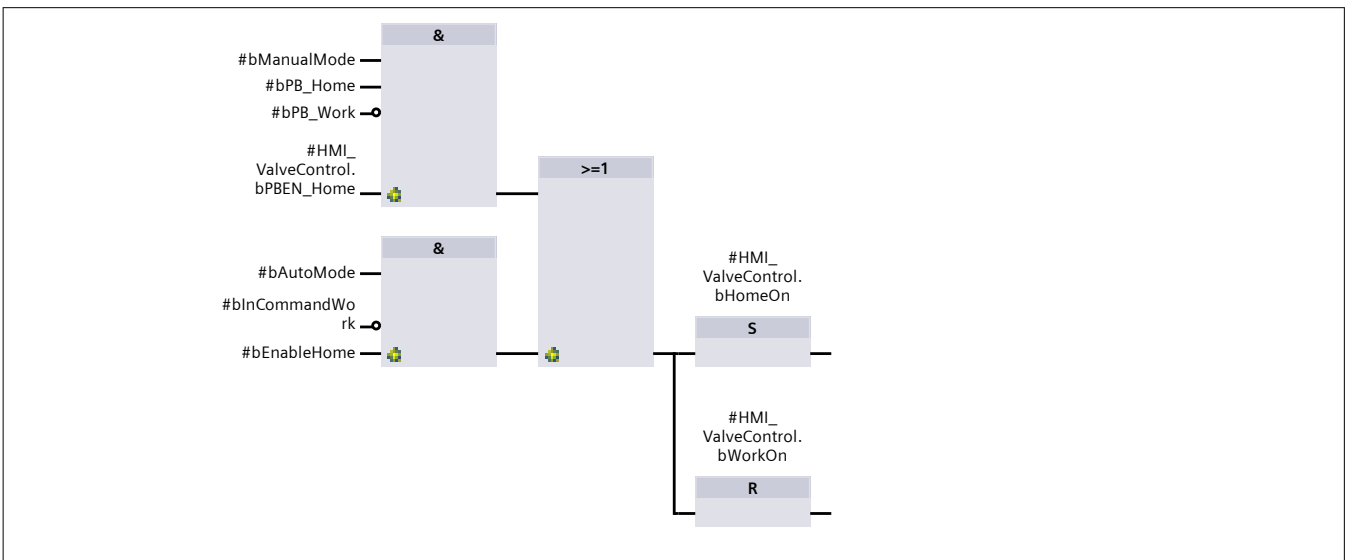 &
#bManualMode
#bPB_Home
#bPB_Work
#HMI_
ValveControl.
bPBEN_Home
>=1
&
#bAutoMode
#bInCommandWo
rk
#bEnableHome
#HMI_
ValveControl.
bHomeOn
S
#HMI_
ValveControl.
bWorkOn
R